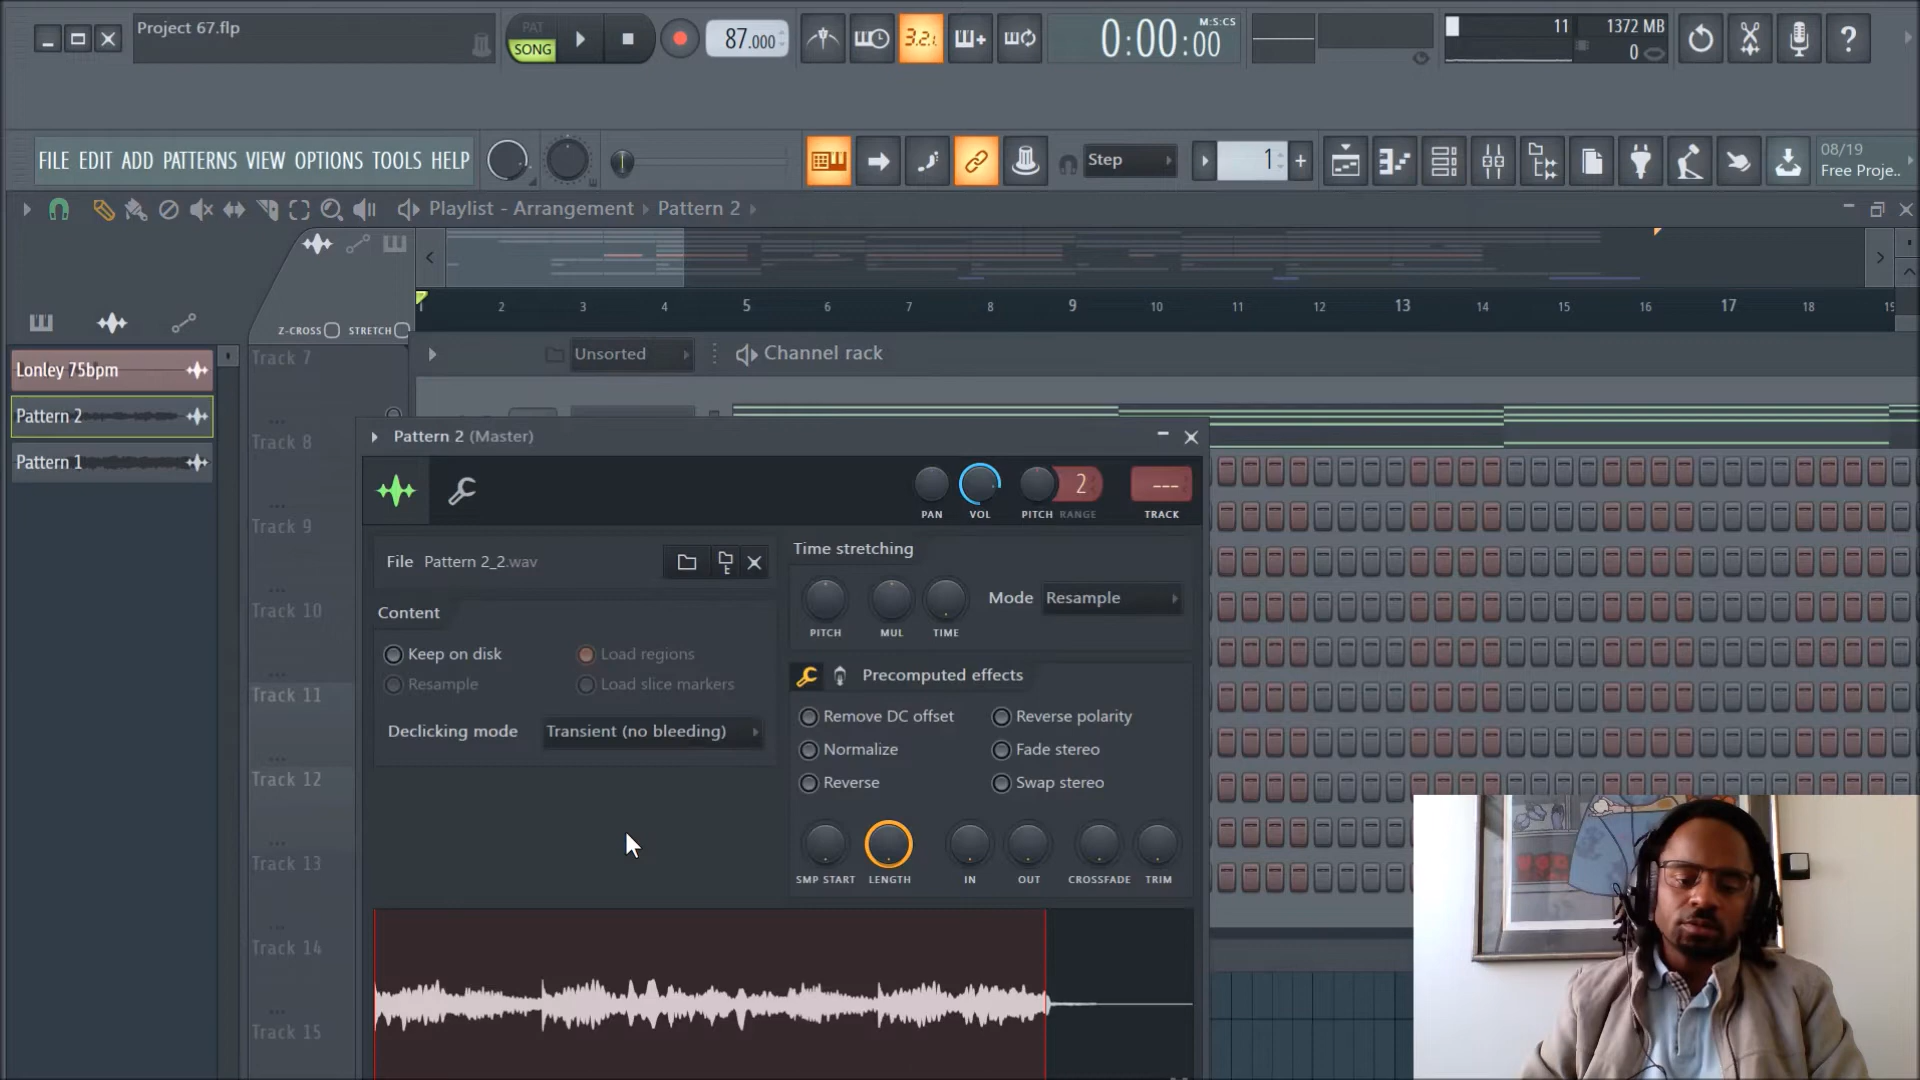 Project 67.flp
PAT
SONG
87.000
3.2.
0:00:00
M:S:CS
11
1372 MB
0
?
FILE EDIT ADD PATTERNS VIEW OPTIONS TOOLS HELP
Step
1
+
08/19
Free Proje..
Playlist - Arrangement
Pattern 2
1 2 3 4 5 6 7 8 9 10 11 12 13 14 15 16 17 18 19
Z-CROSS
STRETCH
Unsorted
Channel rack
Lonley 75bpm
Pattern 2
Pattern 1
Track 7
Track 8
Track 9
Track 10
Track 11
Track 12
Track 13
Track 14
Track 15
Pattern 2 (Master)
PAN
VOL
PITCH
2
RANGE
---
TRACK
File Pattern 2_2.wav
Content
Keep on disk
Load regions
Resample
Load slice markers
Declicking mode
Transient (no bleeding)
Time stretching
PITCH
MUL
TIME
Mode
Resample
Precomputed effects
Remove DC offset
Reverse polarity
Normalize
Fade stereo
Reverse
Swap stereo
SMP START
LENGTH
IN
OUT
CROSSFADE
TRIM